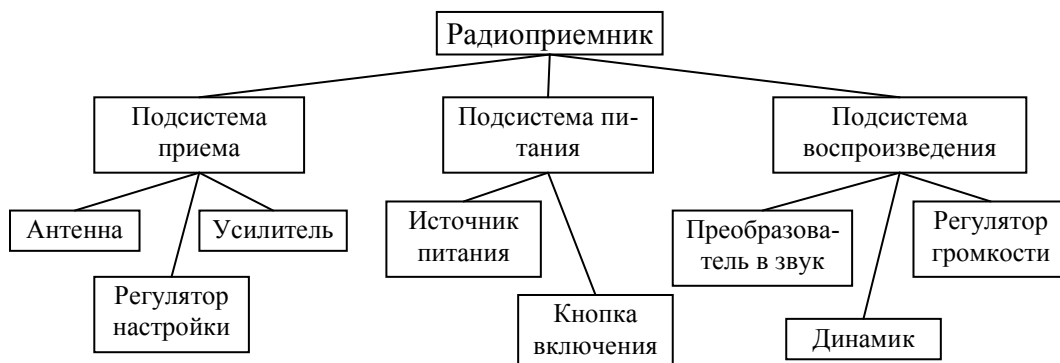 Радиоприемник
Подсистема
приема
Подсистема пи-
тания
Подсистема
воспроизведения
Антенна
Регулятор
настройки
Усилитель
Источник
питания
Кнопка
включения
Преобразова-
тель в звук
Динамик
Регулятор
громкости